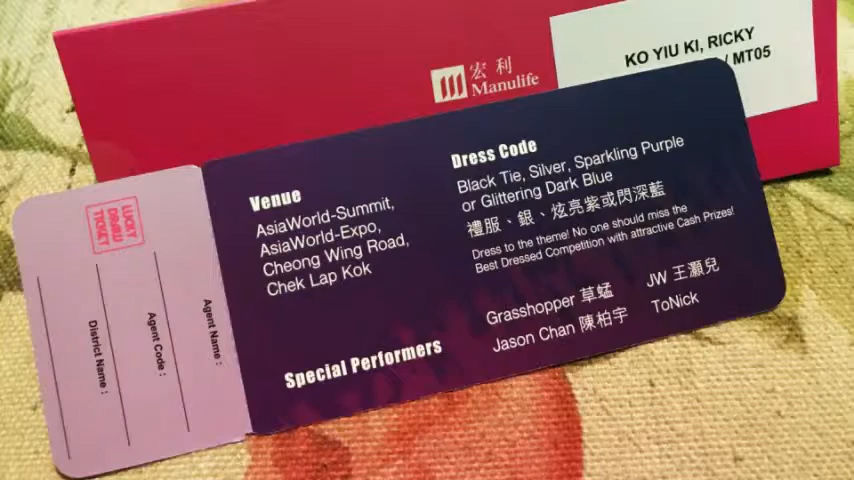 宏利
Manulife
KO YIU KI, RICKY
/ MT05
Venue
AsiaWorld-Summit,
AsiaWorld-Expo,
Cheong Wing Road,
Chek Lap Kok
Dress Code
Black Tie, Silver, Sparkling Purple
or Glittering Dark Blue
禮服、銀、炫亮紫或閃深藍
Dress to the theme! No one should miss the
Best Dressed Competition with attractive Cash Prizes!
Special Performers
Grasshopper 草蜢
JW 王灝兒
Jason Chan 陳柏宇
ToNick
LUCKY
DRAW
TICKET
Agent Name :
Agent Code :
District Name :